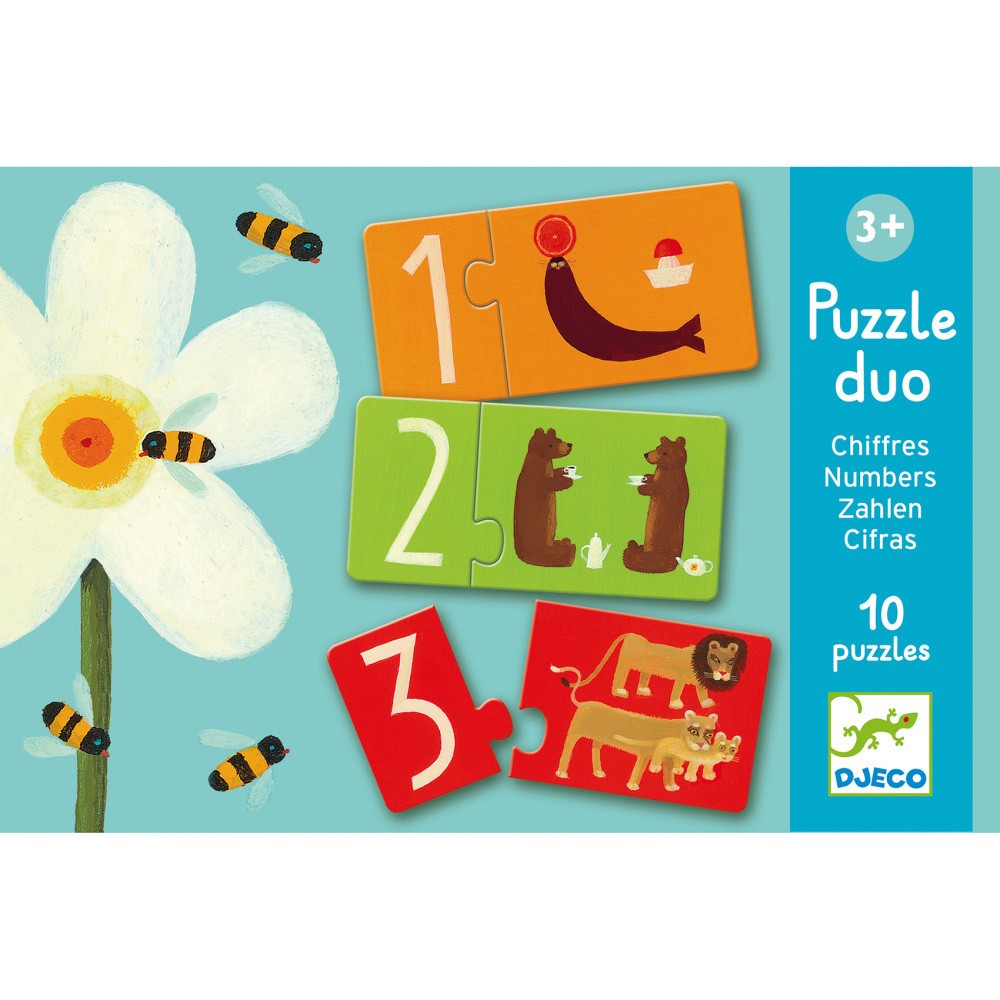 1
2
3
3+
Puzzle
duo
Chiffres
Numbers
Zahlen
Cifras
10
puzzles
DJECO